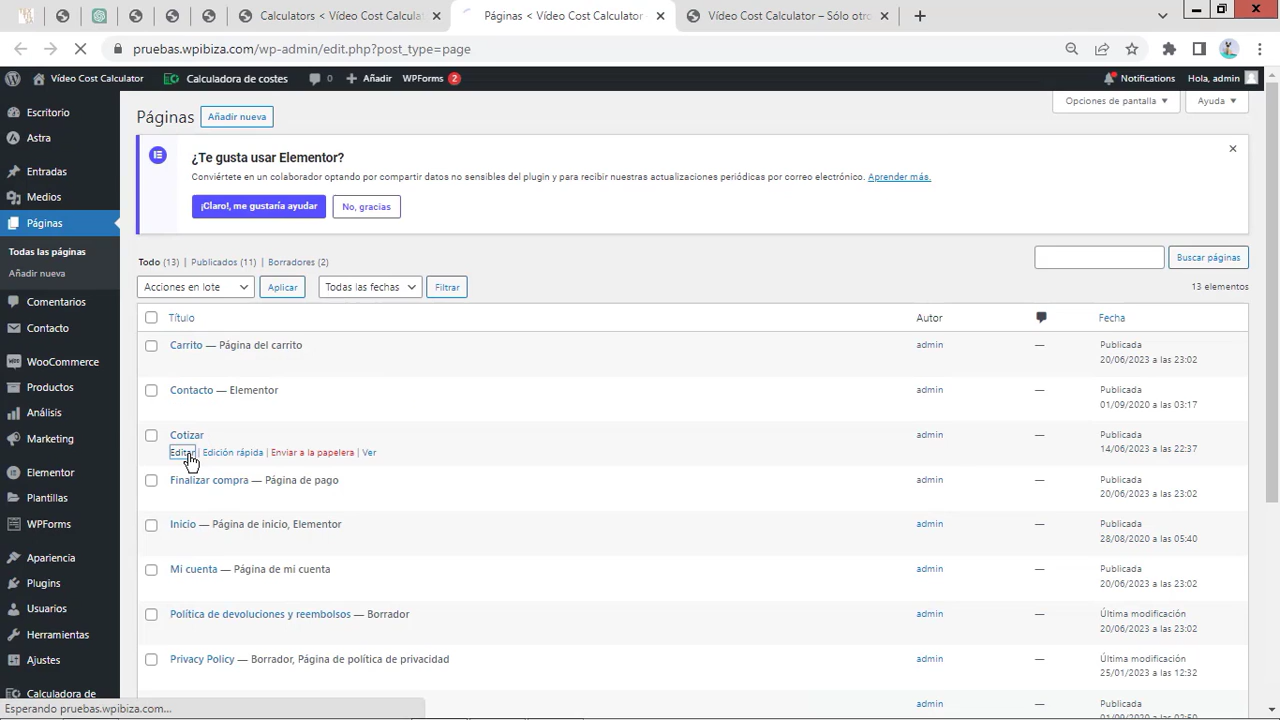 Calculators < Vídeo Cost Calculat
Páginas < Vídeo Cost Calculator
Vídeo Cost Calculator – Sólo otro
pruebas.wpibiza.com/wp-admin/edit.php?post_type=page
Vídeo Cost Calculator
Calculadora de costes
0
Añadir
WPForms 2
Notifications
Hola, admin
Escritorio
Astra
Entradas
Medios
Páginas
Todas las páginas
Añadir nueva
Comentarios
Contacto
WooCommerce
Productos
Análisis
Marketing
Elementor
Plantillas
WPForms
Apariencia
Plugins
Usuarios
Herramientas
Ajustes
Calculadora de
Páginas
Añadir nueva
Opciones de pantalla
Ayuda
¿Te gusta usar Elementor?
Conviértete en un colaborador optando por compartir datos no sensibles del plugin y para recibir nuestras actualizaciones periódicas por correo electrónico. Aprender más.
¡Claro!, me gustaría ayudar
No, gracias
Todo (13) | Publicados (11) | Borradores (2)
Buscar páginas
Acciones en lote
Aplicar
Todas las fechas
Filtrar
13 elementos
Título
Autor
Fecha
Carrito — Página del carrito
admin
—
Publicada
20/06/2023 a las 23:02
Contacto — Elementor
admin
—
Publicada
01/09/2020 a las 03:17
Cotizar
Editar | Edición rápida | Enviar a la papelera | Ver
admin
—
Publicada
14/06/2023 a las 22:37
Finalizar compra — Página de pago
admin
—
Publicada
20/06/2023 a las 23:02
Inicio — Página de inicio, Elementor
admin
—
Publicada
28/08/2020 a las 05:40
Mi cuenta — Página de mi cuenta
admin
—
Publicada
20/06/2023 a las 23:02
Política de devoluciones y reembolsos — Borrador
admin
—
Última modificación
20/06/2023 a las 23:02
Privacy Policy — Borrador, Página de política de privacidad
admin
—
Última modificación
25/01/2023 a las 12:32
admin
—
Publicada
Esperando pruebas.wpibiza.com...